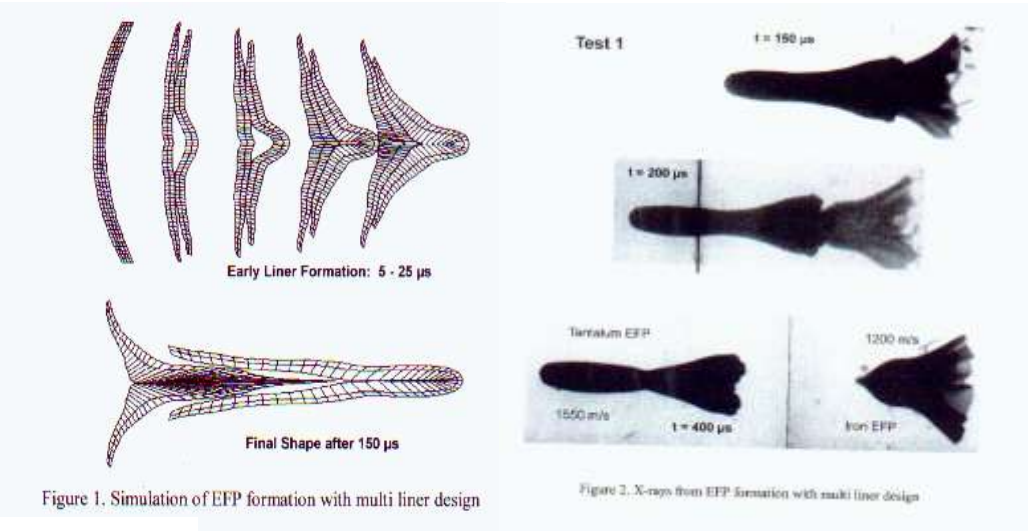 Early Liner Formation: 5 - 25 µs
Final Shape after 150 µs
Figure 1. Simulation of EFP formation with multi liner design
Test 1
t = 150 µs
t = 200 µs
Tantalum EFP
1200 m/s
1550 m/s
t = 400 µs
Iron EFP
Figure 2. X-rays from EFP formation with multi liner design